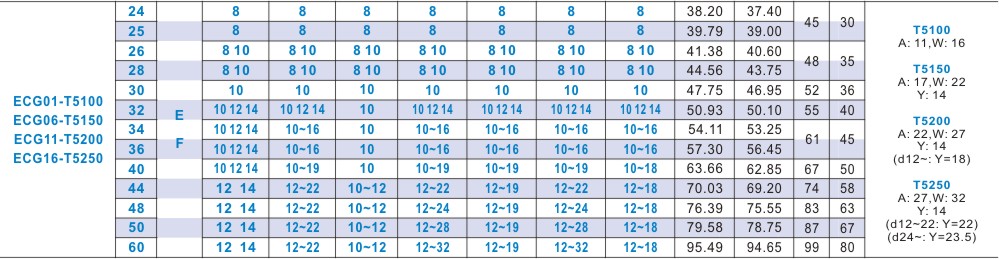 24 8 8 8 8 8 8 8 38.20 37.40
45 30
25 8 8 8 8 8 8 8 39.79 39.00
T5100
A: 11,W: 16
26 8 10 8 10 8 10 8 10 8 10 8 10 8 10 41.38 40.60
48 35
28 8 10 8 10 8 10 8 10 8 10 8 10 8 10 44.56 43.75
T5150
A: 17,W: 22
Y: 14
30 10 10 10 10 10 10 10 47.75 46.95 52 36
ECG01-T5100
ECG06-T5150
ECG11-T5200
ECG16-T5250
E
F
32 10 12 14 10 12 14 10 10 12 14 10 12 14 10 12 14 10 12 14 50.93 50.10 55 40
34 10 12 14 10~16 10 10~16 10~16 10~16 10~16 54.11 53.25
61 45
36 10 12 14 10~16 10 10~16 10~16 10~16 10~16 57.30 56.45
T5200
A: 22,W: 27
Y: 14
(d12~: Y=18)
40 10 12 14 10~19 10 10~19 10~19 10~19 10~18 63.66 62.85 67 50
44 12 14 12~22 10~12 12~22 12~19 12~22 12~18 70.03 69.20 74 58
48 12 14 12~22 10~12 12~24 12~19 12~24 12~18 76.39 75.55 83 63
50 12 14 12~22 10~12 12~28 12~19 12~28 12~18 79.58 78.75 87 67
60 12 14 12~22 10~12 12~32 12~19 12~32 12~18 95.49 94.65 99 80
T5250
A: 27,W: 32
Y: 14
(d12~22: Y=22)
(d24~: Y=23.5)